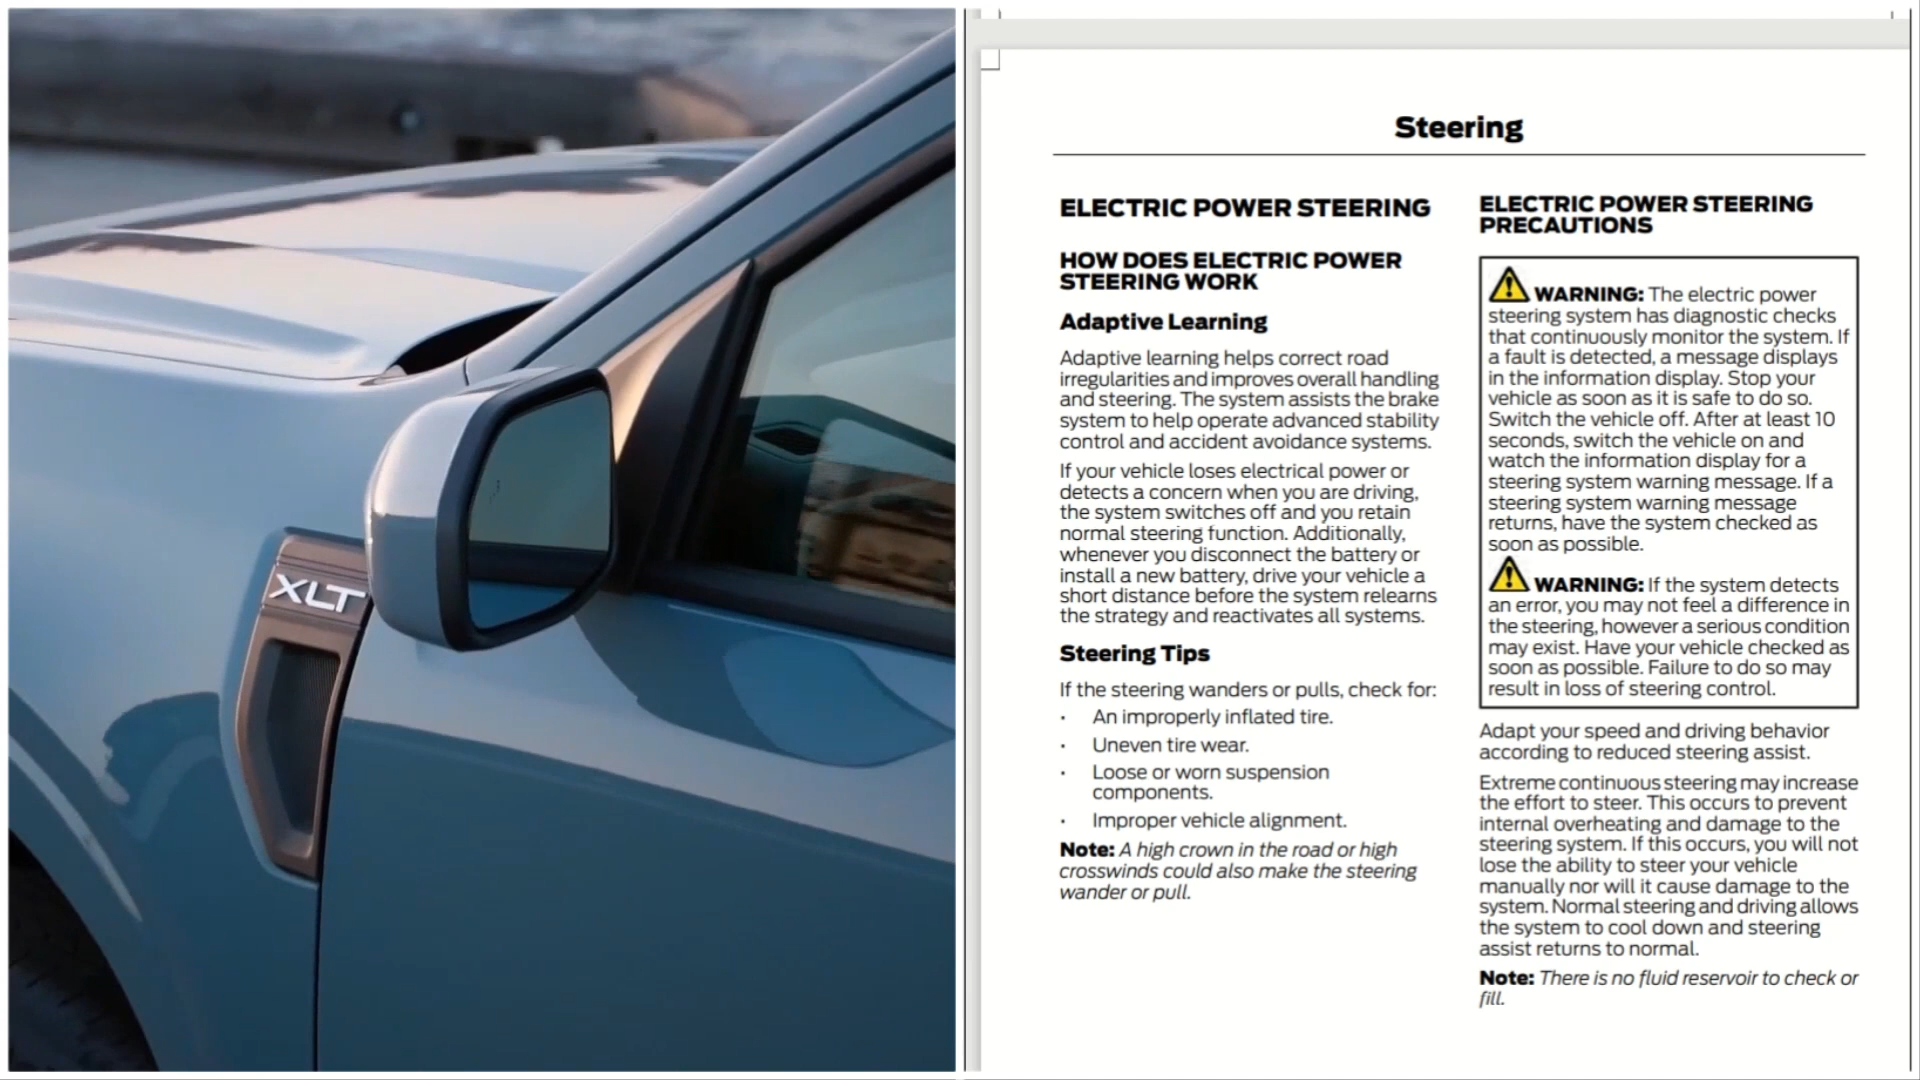 XLT
Steering
ELECTRIC POWER STEERING
HOW DOES ELECTRIC POWER
STEERING WORK
Adaptive Learning
Adaptive learning helps correct road
irregularities and improves overall handling
and steering. The system assists the brake
system to help operate advanced stability
control and accident avoidance systems.
If your vehicle loses electrical power or
detects a concern when you are driving,
the system switches off and you retain
normal steering function. Additionally,
whenever you disconnect the battery or
install a new battery, drive your vehicle a
short distance before the system relearns
the strategy and reactivates all systems.
Steering Tips
If the steering wanders or pulls, check for:
· An improperly inflated tire.
· Uneven tire wear.
· Loose or worn suspension
components.
· Improper vehicle alignment.
Note: A high crown in the road or high
crosswinds could also make the steering
wander or pull.
ELECTRIC POWER STEERING
PRECAUTIONS
WARNING: The electric power
steering system has diagnostic checks
that continuously monitor the system. If
a fault is detected, a message displays
in the information display. Stop your
vehicle as soon as it is safe to do so.
Switch the vehicle off. After at least 10
seconds, switch the vehicle on and
watch the information display for a
steering system warning message. If a
steering system warning message
returns, have the system checked as
soon as possible.
WARNING: If the system detects
an error, you may not feel a difference in
the steering, however a serious condition
may exist. Have your vehicle checked as
soon as possible. Failure to do so may
result in loss of steering control.
Adapt your speed and driving behavior
according to reduced steering assist.
Extreme continuous steering may increase
the effort to steer. This occurs to prevent
internal overheating and damage to the
steering system. If this occurs, you will not
lose the ability to steer your vehicle
manually nor will it cause damage to the
system. Normal steering and driving allows
the system to cool down and steering
assist returns to normal.
Note: There is no fluid reservoir to check or
fill.